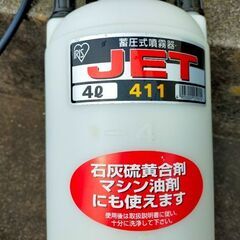 IRIS
蓄圧式噴霧器
JET
4ℓ 411
石灰硫黄合剤
マシン油剤
にも使えます
使用後は取扱説明書に従い、
十分に洗浄して下さい。